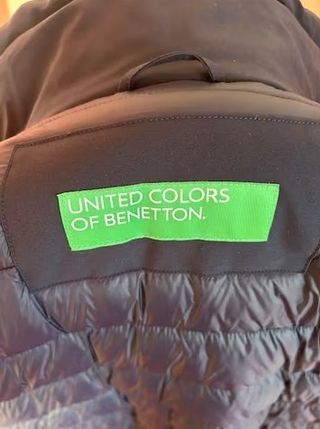 UNITED COLORS
OF BENETTON.